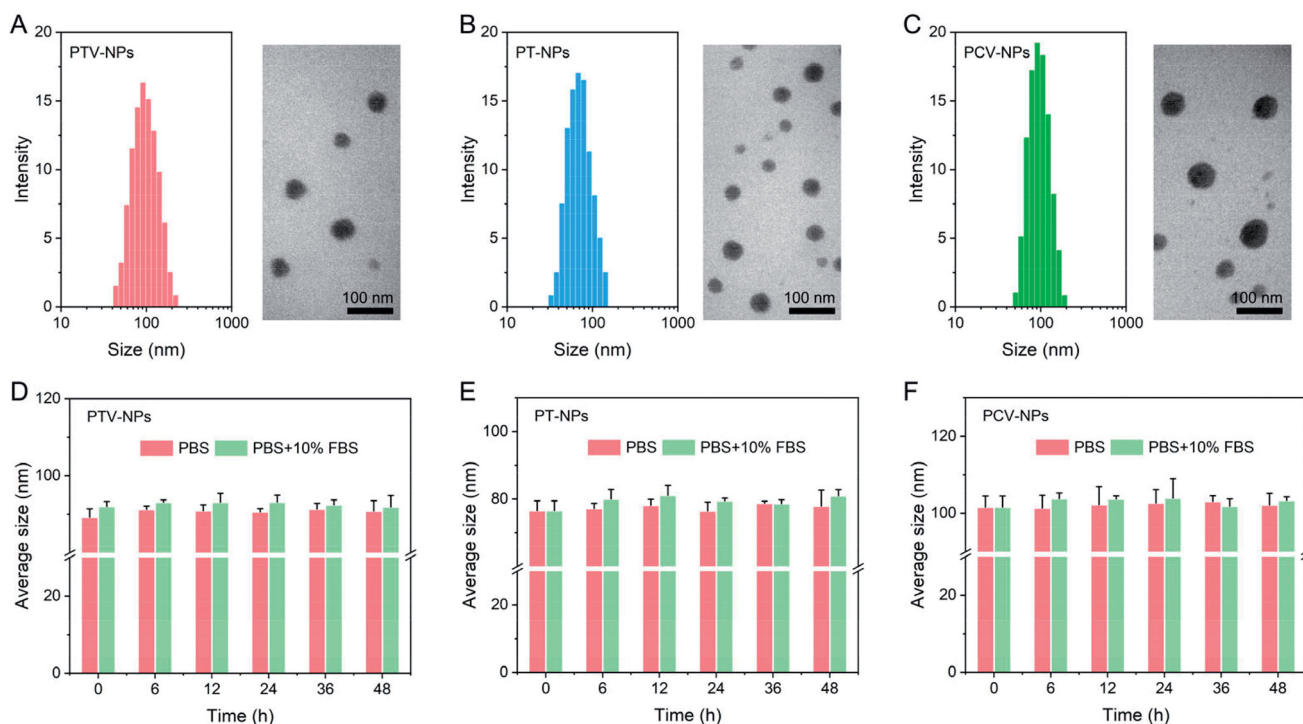 A
PTV-NPs
20
15
10
5
0
Intensity
10
100
1000
Size (nm)
100 nm
B
PT-NPs
20
15
10
5
0
Intensity
10
100
1000
Size (nm)
100 nm
C
PCV-NPs
20
15
10
5
0
Intensity
10
100
1000
Size (nm)
100 nm
D
PTV-NPs
PBS
PBS+10% FBS
120
100
20
0
Average size (nm)
0
6
12
24
36
48
Time (h)
E
PT-NPs
PBS
PBS+10% FBS
100
80
20
0
Average size (nm)
0
6
12
24
36
48
Time (h)
F
PCV-NPs
PBS
PBS+10% FBS
120
100
20
0
Average size (nm)
0
6
12
24
36
48
Time (h)